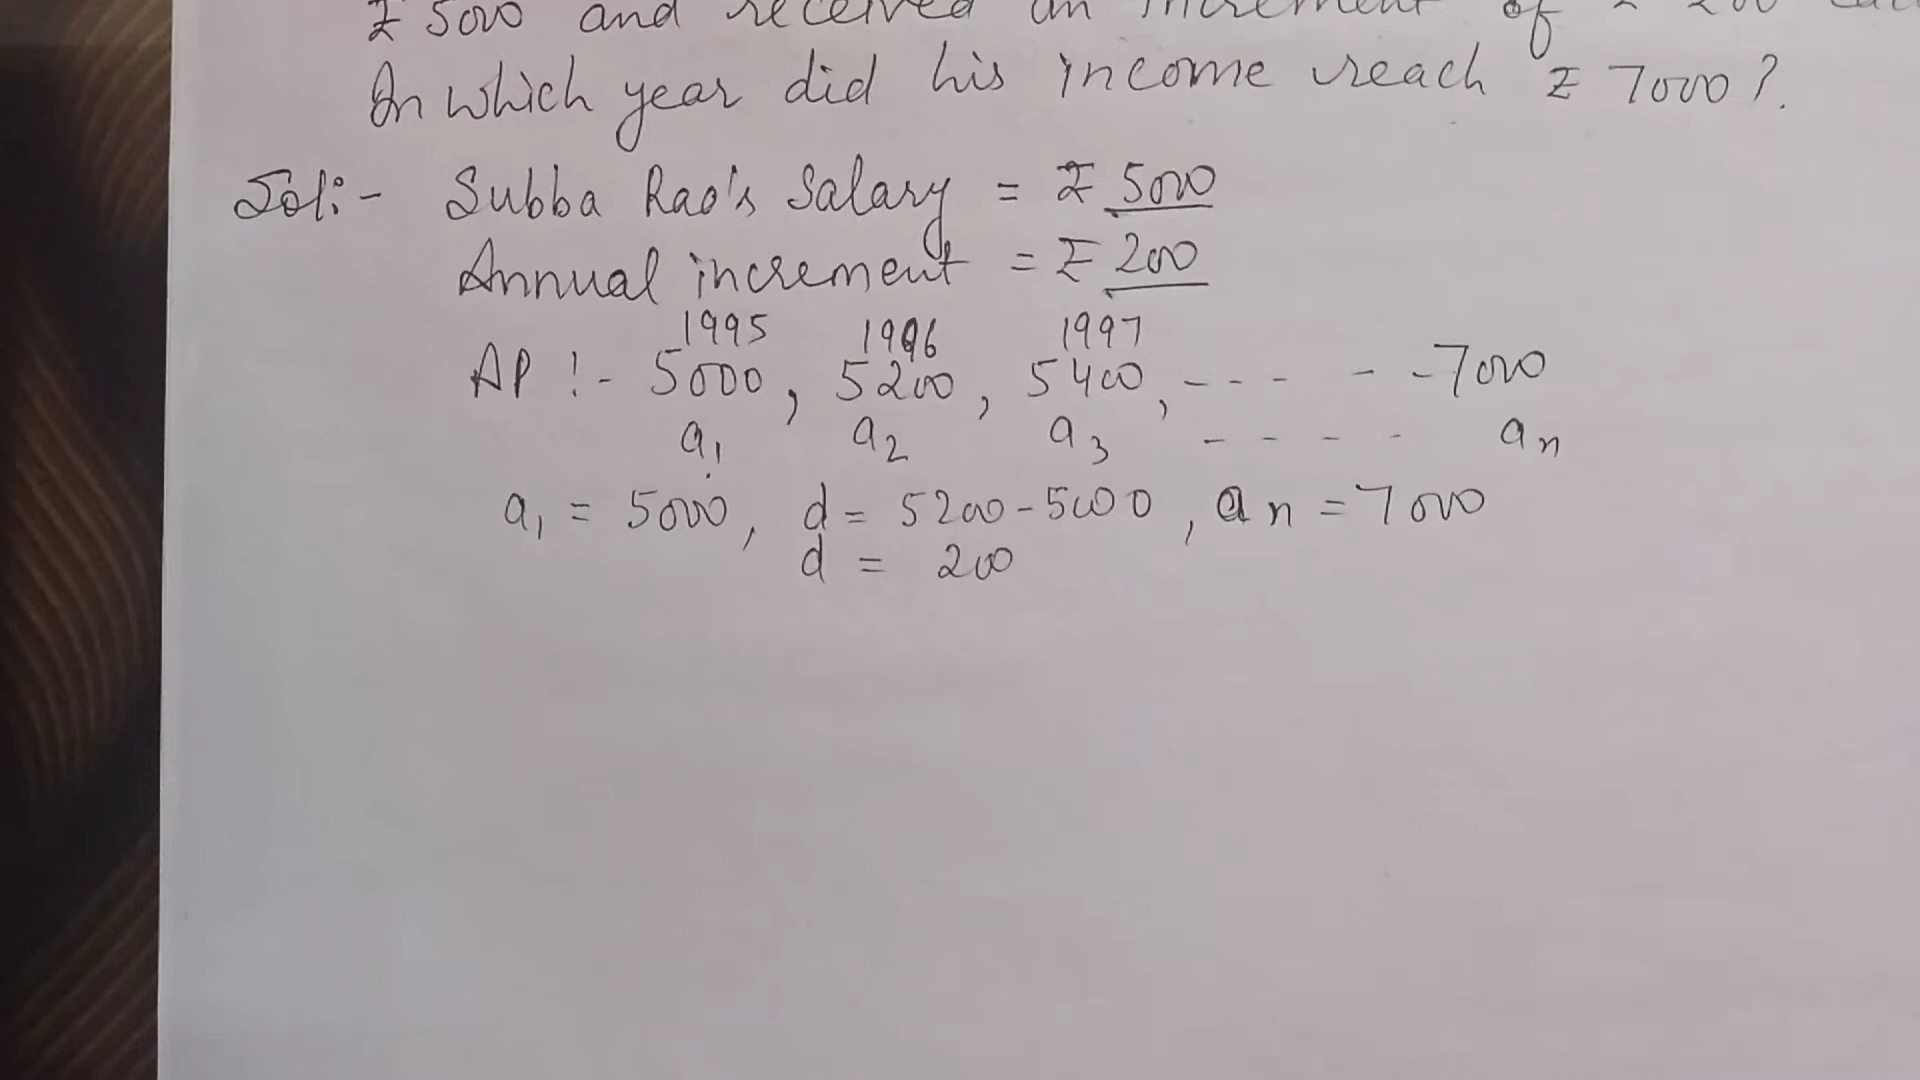 ₹ 5000 and received an increment of ₹ 200
In which year did his income reach ₹ 7000 ?.
Sol:- Subba Rao's Salary = ₹ 5000
Annual increment = ₹ 200
1995 1996 1997
AP :- 5000, 5200, 5400, --- - -7000
a1 a2 a3 - - - - an
a1 = 5000, d = 5200-5000, an = 7000
d = 200